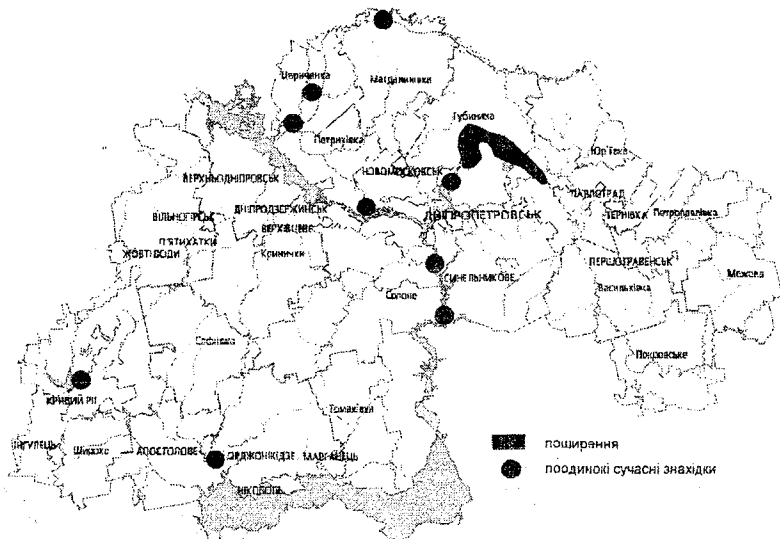 Царичанка
Магдалинівка
Губиниха
Петриківка
Юр'ївка
НОВОМОСКОВСЬК
ВЕРХНЬОДНІПРОВСЬК
ПАВЛОГРАД
ДНІПРОДЗЕРЖИНСЬК
ТЕРНІВКА
Петропавлівка
ВІЛЬНОГІРСЬК
ДНІПРОПЕТРОВСЬК
ВЕРХІВЦЕВЕ
П'ЯТИХАТКИ
ЖОВТІ ВОДИ
Кринички
ПЕРШОТРАВЕНСЬК
СИНЕЛЬНИКОВЕ
Межова
Васильківка
Солоне
Софіївка
Покровське
КРИВИЙ РІГ
Томаківка
ІНГУЛЕЦЬ
Широке
АПОСТОЛОВЕ
ОРДЖОНІКІДЗЕ
МАРГАНЕЦЬ
НІКОПОЛЬ
поширення
поодинокі сучасні знахідки